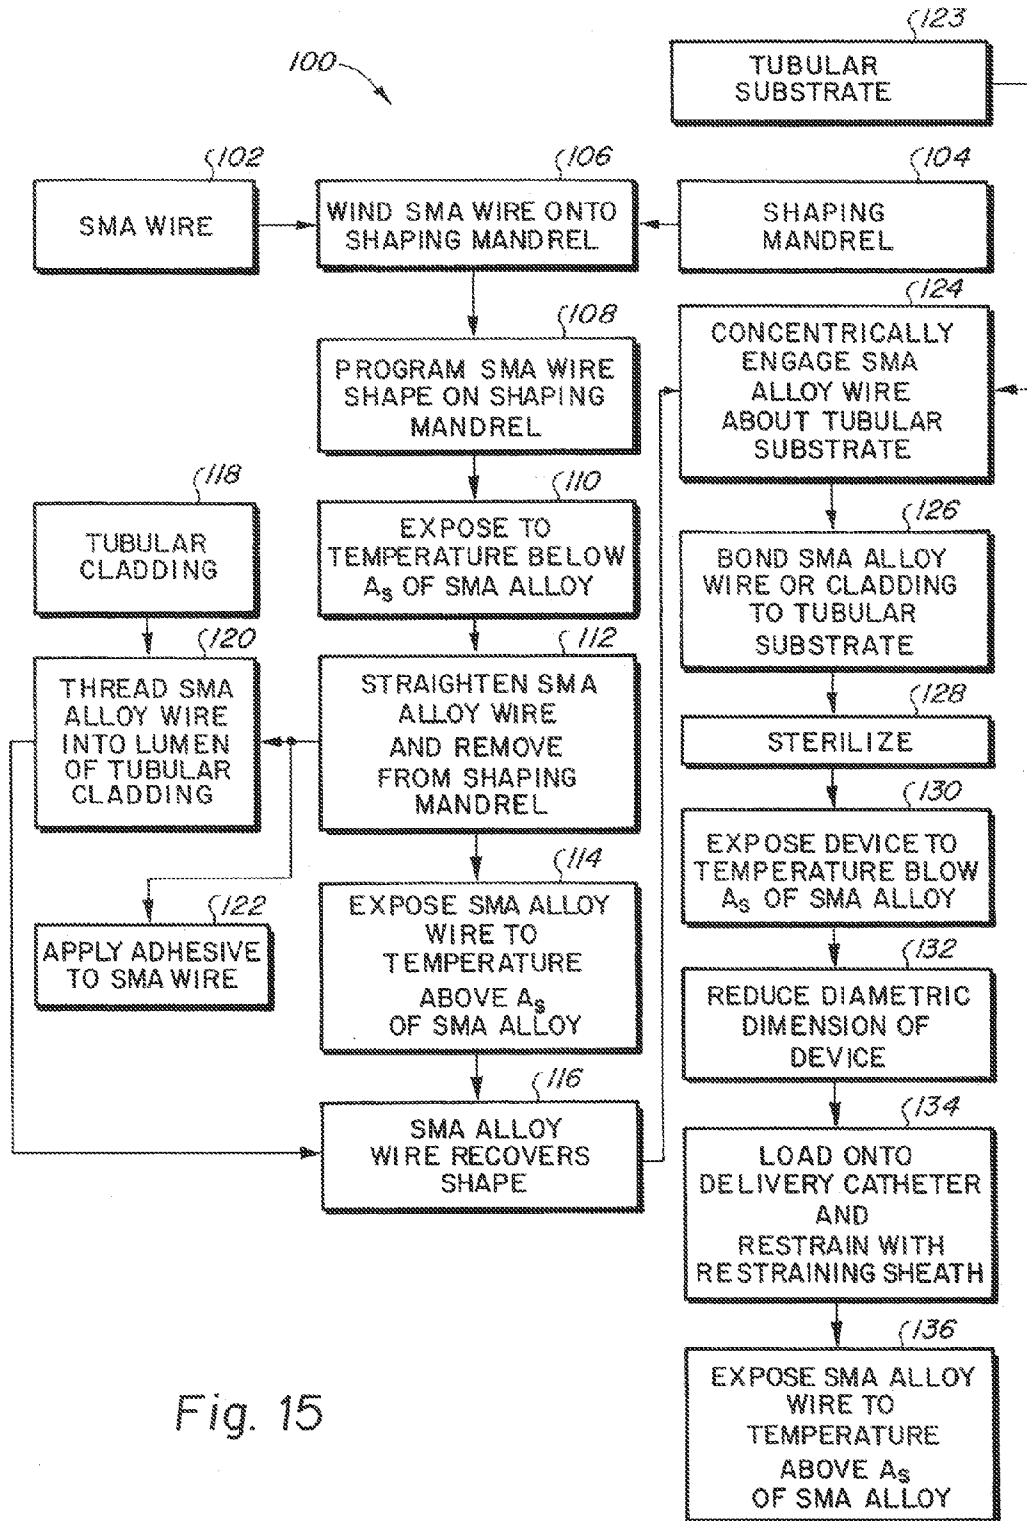 100
123
TUBULAR
SUBSTRATE
102
SMA WIRE
106
WIND SMA WIRE ONTO
SHAPING MANDREL
104
SHAPING
MANDREL
108
PROGRAM SMA WIRE
SHAPE ON SHAPING
MANDREL
110
EXPOSE TO
TEMPERATURE BELOW
As OF SMA ALLOY
118
TUBULAR
CLADDING
120
THREAD SMA
ALLOY WIRE
INTO LUMEN
OF TUBULAR
CLADDING
112
STRAIGHTEN SMA
ALLOY WIRE
AND REMOVE
FROM SHAPING
MANDREL
122
APPLY ADHESIVE
TO SMA WIRE
114
EXPOSE SMA ALLOY
WIRE TO
TEMPERATURE
ABOVE As
OF SMA ALLOY
116
SMA ALLOY
WIRE RECOVERS
SHAPE
124
CONCENTRICALLY
ENGAGE SMA
ALLOY WIRE
ABOUT TUBULAR
SUBSTRATE
126
BOND SMA ALLOY
WIRE OR CLADDING
TO TUBULAR
SUBSTRATE
128
STERILIZE
130
EXPOSE DEVICE TO
TEMPERATURE BLOW
As OF SMA ALLOY
132
REDUCE DIAMETRIC
DIMENSION OF
DEVICE
134
LOAD ONTO
DELIVERY CATHETER
AND
RESTRAIN WITH
RESTRAINING SHEATH
136
EXPOSE SMA ALLOY
WIRE TO
TEMPERATURE
ABOVE As
OF SMA ALLOY
Fig. 15